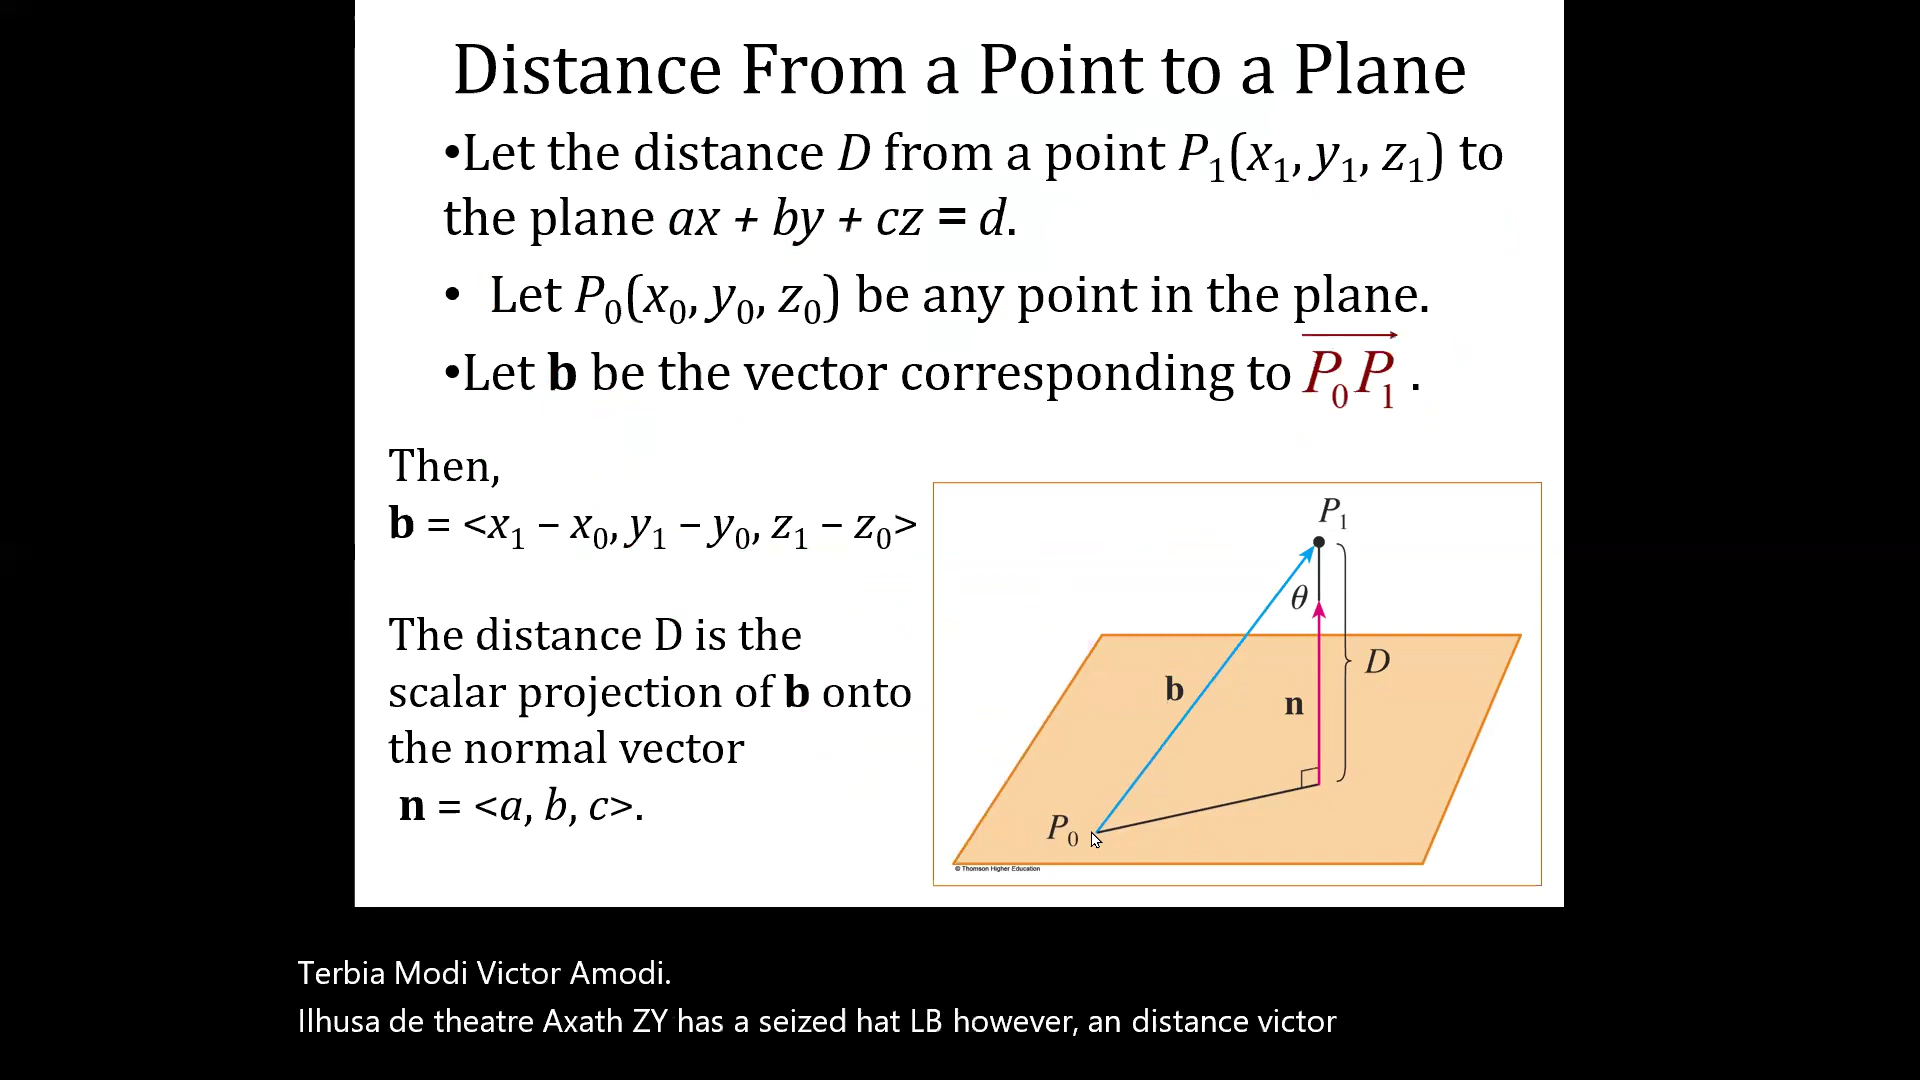 Distance From a Point to a Plane
•Let the distance D from a point P₁(x₁, y₁, z₁) to
the plane ax + by + cz = d.
• Let P₀(x₀, y₀, z₀) be any point in the plane.
•Let b be the vector corresponding to P₀P₁ .
Then,
b = <x₁ – x₀, y₁ – y₀, z₁ – z₀>
The distance D is the
scalar projection of b onto
the normal vector
n = <a, b, c>.
P₁
θ
D
b
n
P₀
© Thomson Higher Education
Terbia Modi Victor Amodi.
Ilhusa de theatre Axath ZY has a seized hat LB however, an distance victor